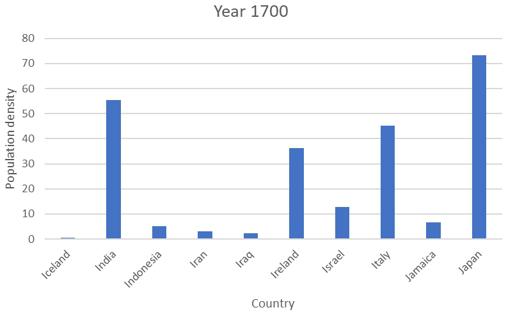 Year 1700
Population density
80
70
60
50
40
30
20
10
0
Iceland
India
Indonesia
Iran
Iraq
Ireland
Israel
Italy
Jamaica
Japan
Country